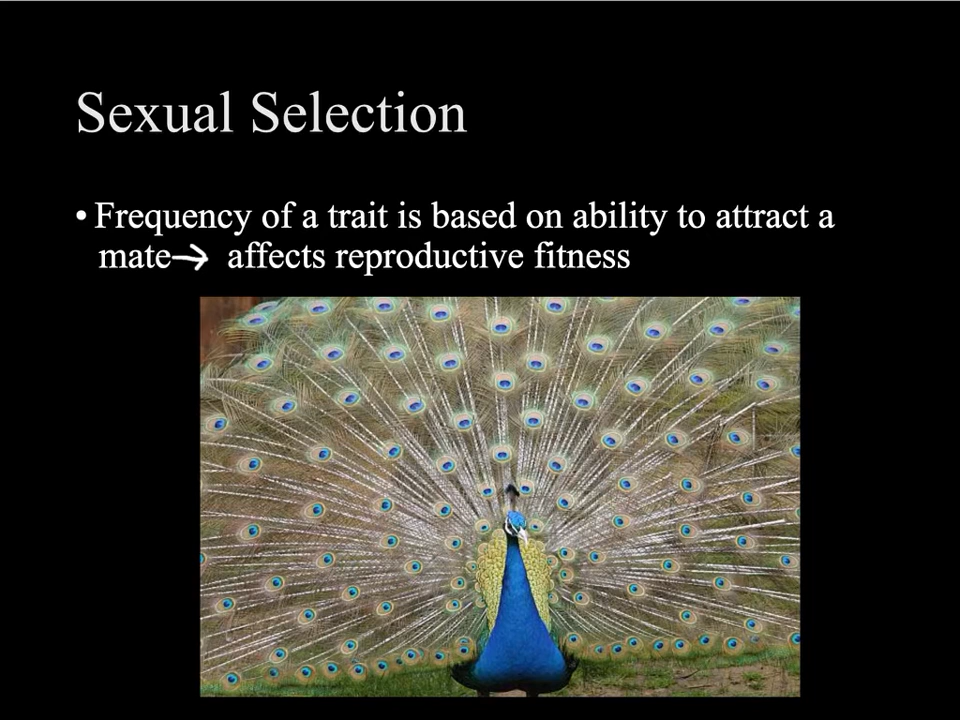 Sexual Selection
• Frequency of a trait is based on ability to attract a
mate → affects reproductive fitness